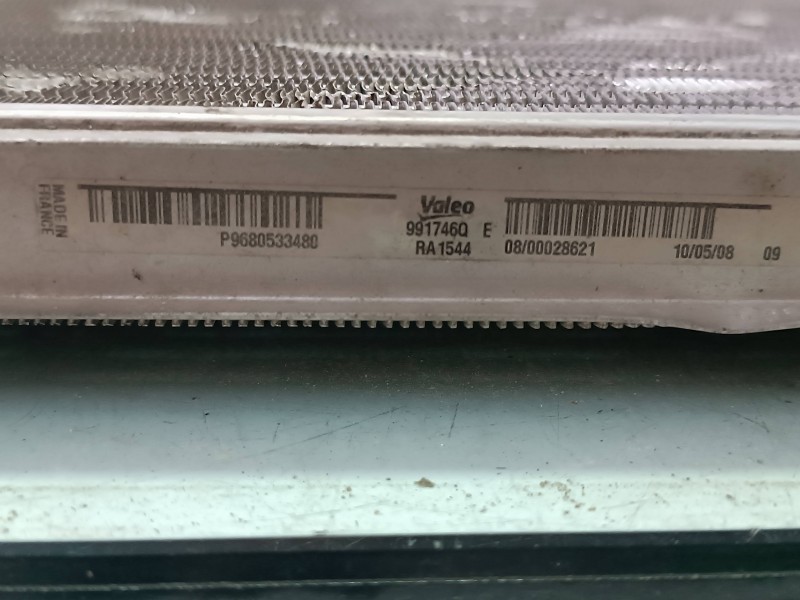 MADE IN
FRANCE
P9680533480
Valeo
991746Q E
RA1544
08/00028621 10/05/08 09